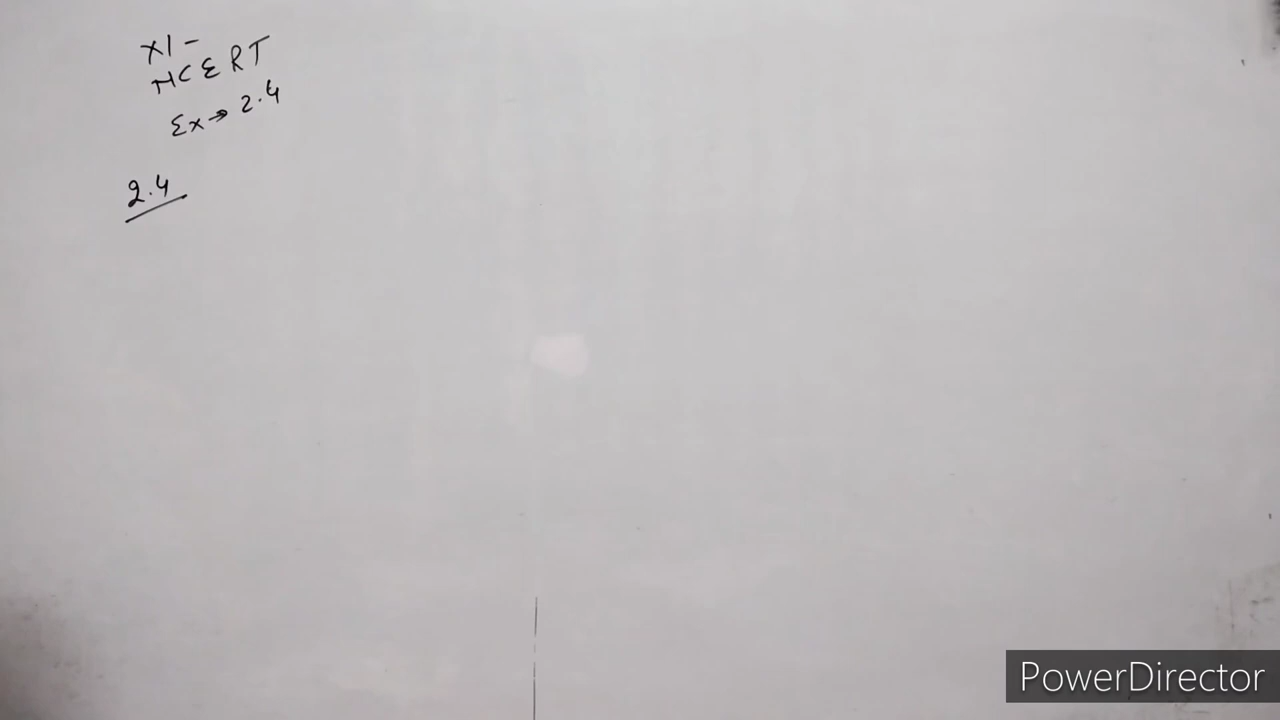 XI-
NCERT
Ex → 2.4
2.4
PowerDirector